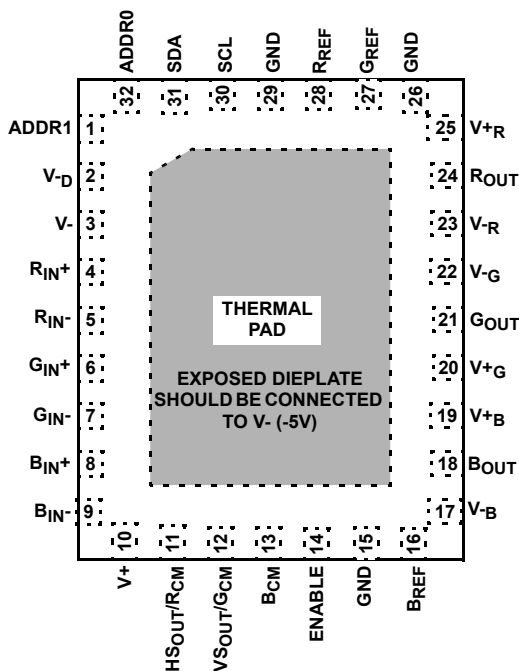 ADDR0
SDA
SCL
GND
RREF
GREF
GND
32
31
30
29
28
27
26
ADDR1 1
V-D 2
V- 3
RIN+ 4
RIN- 5
GIN+ 6
GIN- 7
BIN+ 8
BIN- 9
THERMAL
PAD
EXPOSED DIEPLATE
SHOULD BE CONNECTED
TO V- (-5V)
25 V+R
24 ROUT
23 V-R
22 V-G
21 GOUT
20 V+G
19 V+B
18 BOUT
17 V-B
10
11
12
13
14
15
16
V+
HSOUT/RCM
VSOUT/GCM
BCM
ENABLE
GND
BREF